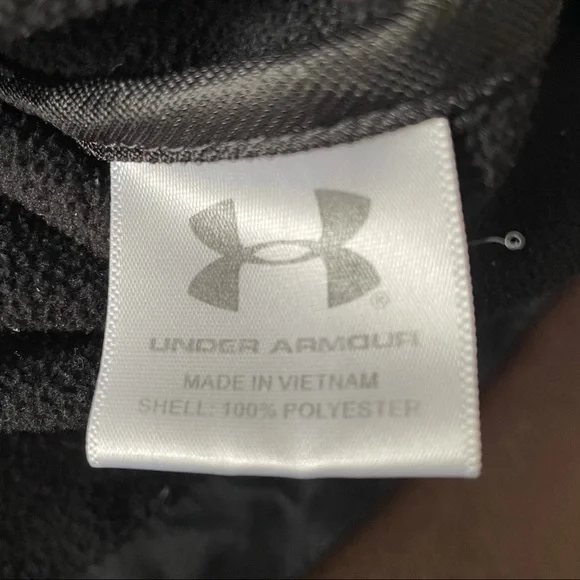 ®
UNDER ARMOUR
MADE IN VIETNAM
SHELL: 100% POLYESTER